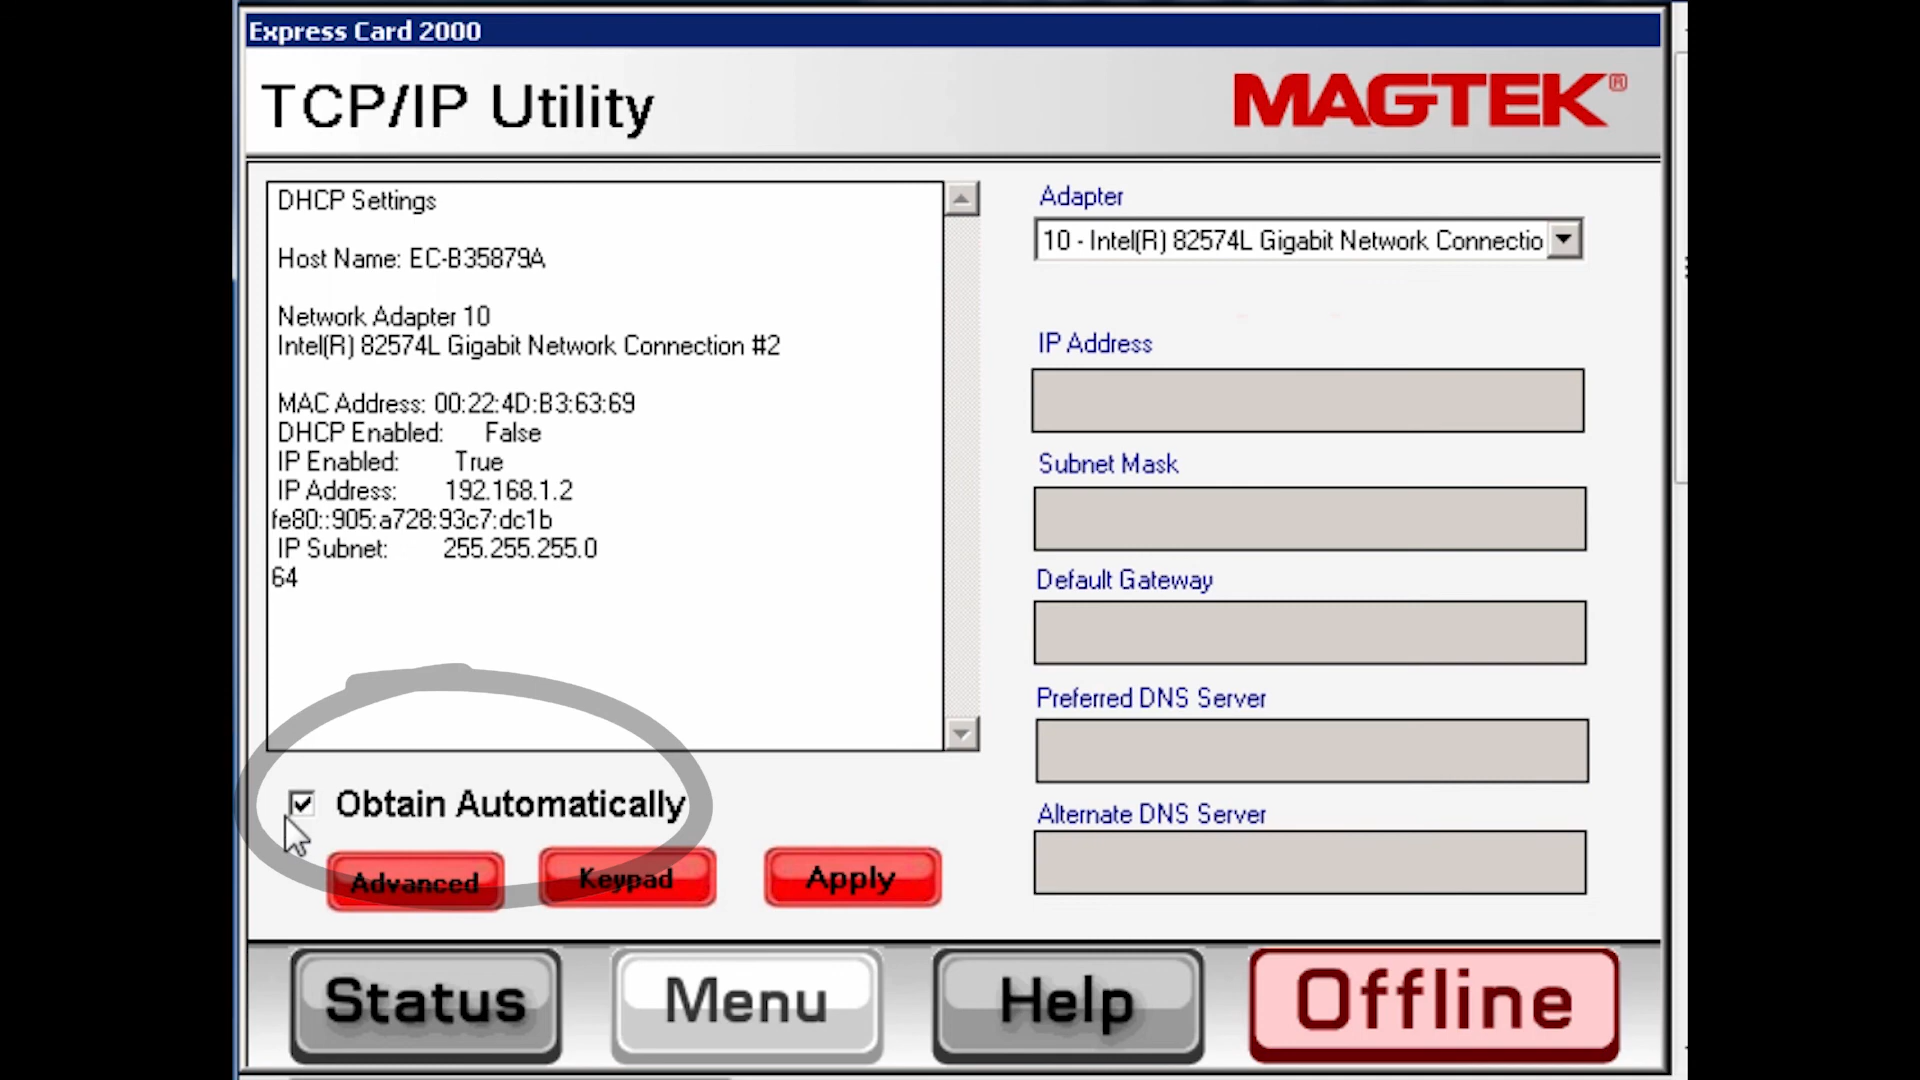 Express Card 2000
TCP/IP Utility
MAGTEK®
DHCP Settings
Host Name: EC-B35879A
Network Adapter 10
Intel(R) 82574L Gigabit Network Connection #2
MAC Address: 00:22:4D:B3:63:69
DHCP Enabled: False
IP Enabled: True
IP Address: 192.168.1.2
fe80::905:a728:93c7:dc1b
IP Subnet: 255.255.255.0
64
Obtain Automatically
Advanced
Keypad
Apply
Adapter
10 - Intel(R) 82574L Gigabit Network Connectio
IP Address
Subnet Mask
Default Gateway
Preferred DNS Server
Alternate DNS Server
Status
Menu
Help
Offline